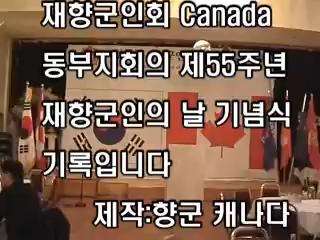 재향군인회 Canada
동부지회의 제55주년
재향군인의 날 기념식
기록입니다
제작:향군 캐나다